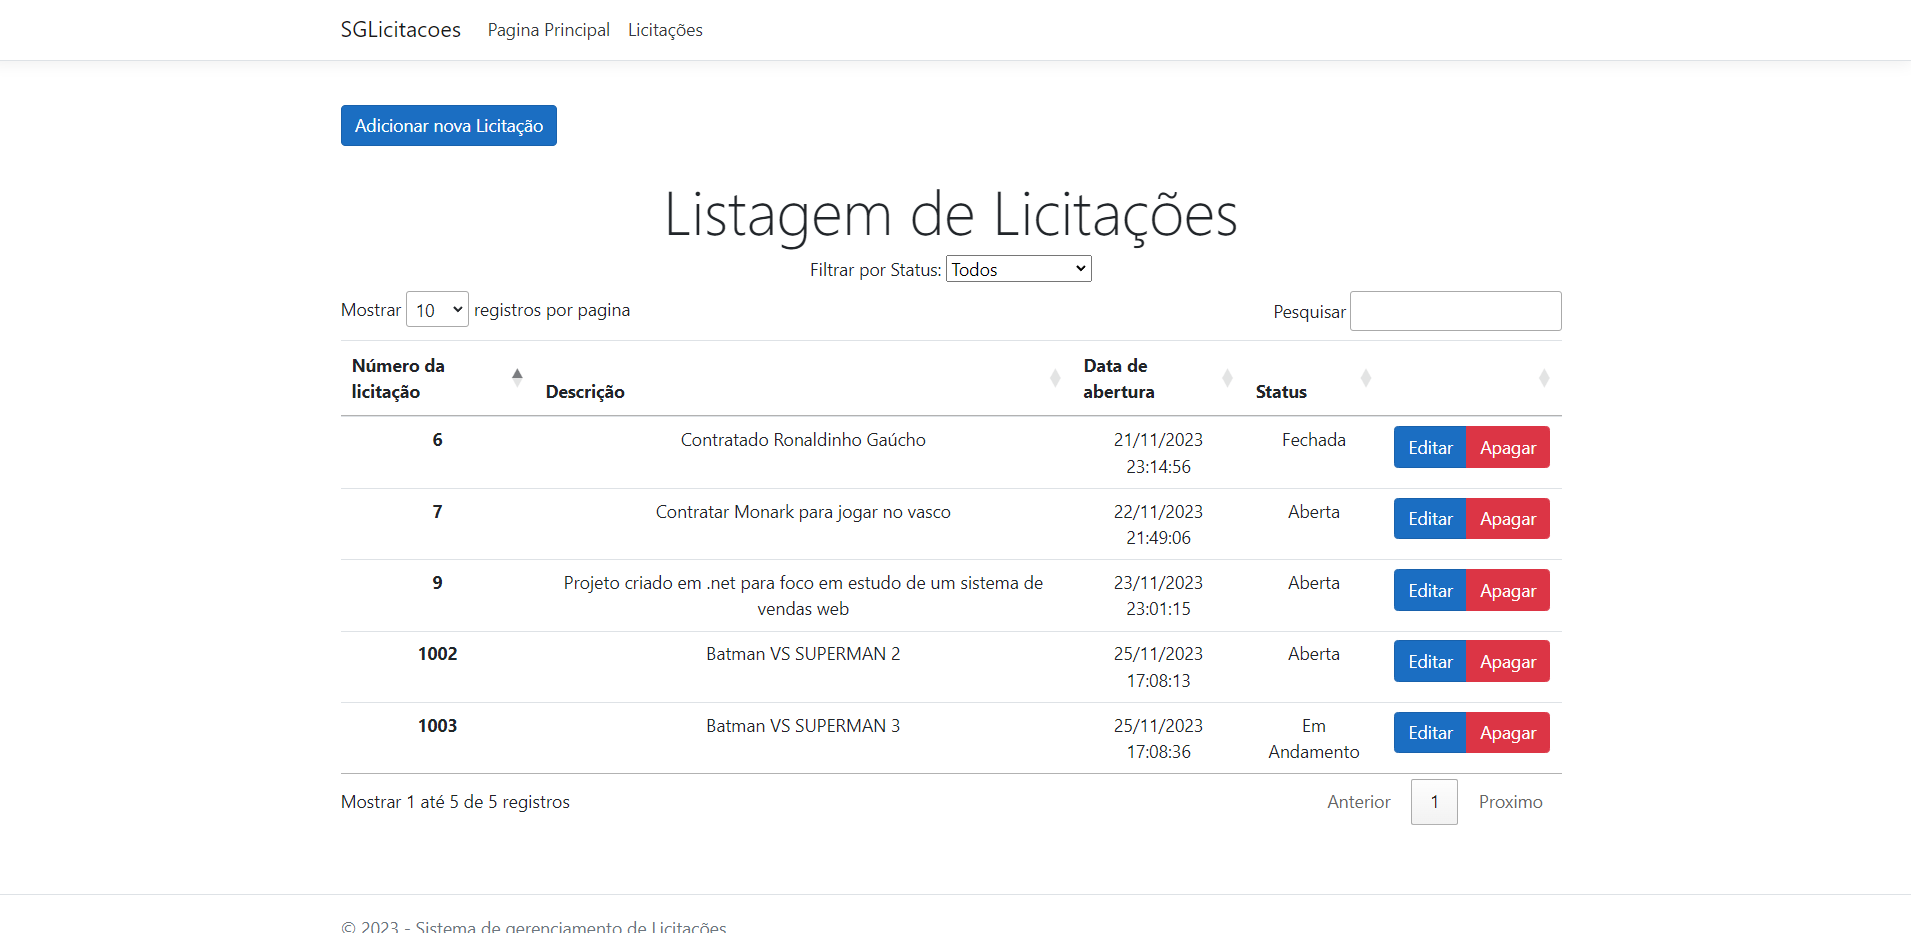 SGLicitacoes Pagina Principal Licitações
Adicionar nova Licitação
Listagem de Licitações
Filtrar por Status: Todos
Mostrar 10 registros por pagina Pesquisar
Número da licitação Descrição Data de abertura Status
6 Contratado Ronaldinho Gaúcho 21/11/2023 23:14:56 Fechada Editar Apagar
7 Contratar Monark para jogar no vasco 22/11/2023 21:49:06 Aberta Editar Apagar
9 Projeto criado em .net para foco em estudo de um sistema de vendas web 23/11/2023 23:01:15 Aberta Editar Apagar
1002 Batman VS SUPERMAN 2 25/11/2023 17:08:13 Aberta Editar Apagar
1003 Batman VS SUPERMAN 3 25/11/2023 17:08:36 Em Andamento Editar Apagar
Mostrar 1 até 5 de 5 registros Anterior 1 Proximo
© 2023 - Sistema de gerenciamento de Licitações